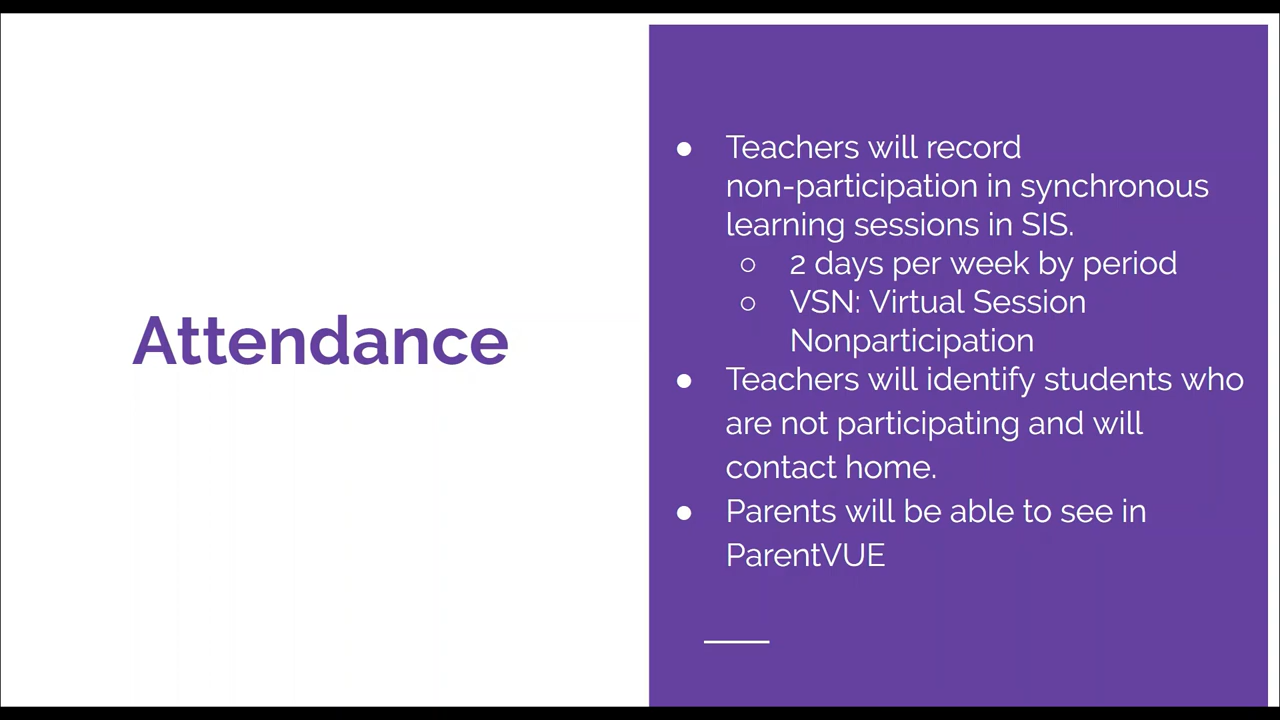 Attendance
● Teachers will record
non-participation in synchronous
learning sessions in SIS.
○ 2 days per week by period
○ VSN: Virtual Session
Nonparticipation
● Teachers will identify students who
are not participating and will
contact home.
● Parents will be able to see in
ParentVUE